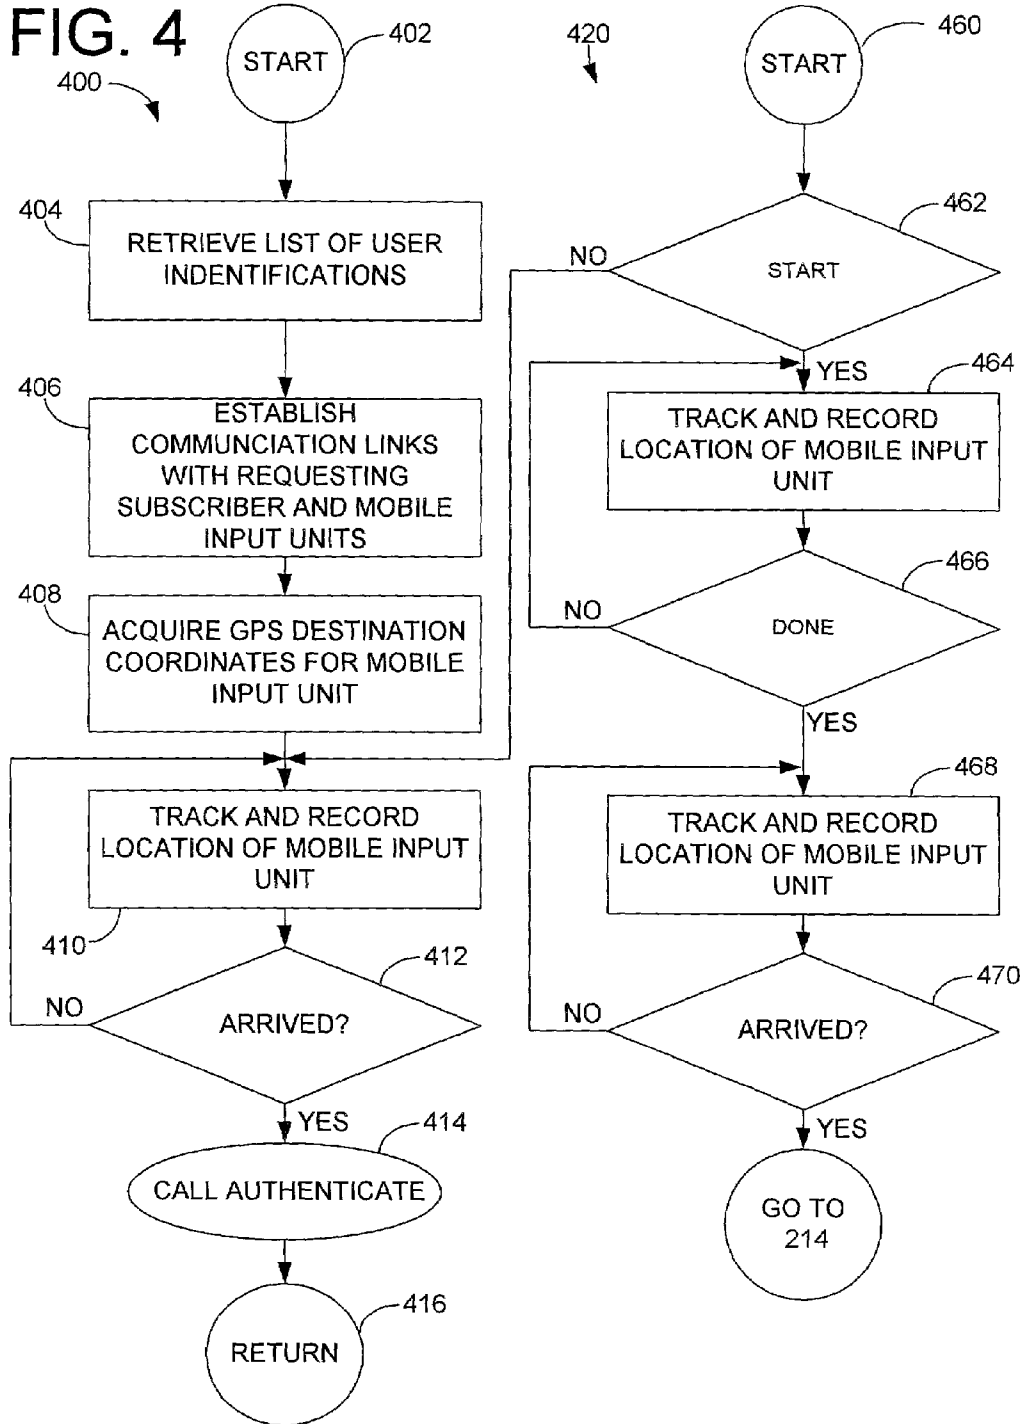 FIG. 4
400
START
402
404
RETRIEVE LIST OF USER
INDENTIFICATIONS
406
ESTABLISH
COMMUNCIATION LINKS
WITH REQUESTING
SUBSCRIBER AND MOBILE
INPUT UNITS
408
ACQUIRE GPS DESTINATION
COORDINATES FOR MOBILE
INPUT UNIT
TRACK AND RECORD
LOCATION OF MOBILE INPUT
UNIT
410
412
NO
ARRIVED?
YES
414
CALL AUTHENTICATE
416
RETURN
420
START
460
462
NO
START
YES
464
TRACK AND RECORD
LOCATION OF MOBILE INPUT
UNIT
466
NO
DONE
YES
468
TRACK AND RECORD
LOCATION OF MOBILE INPUT
UNIT
470
NO
ARRIVED?
YES
GO TO
214